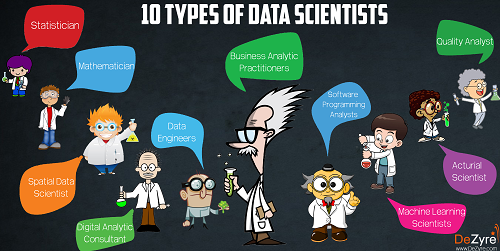 10 TYPES OF DATA SCIENTISTS
Statistician
Mathematician
Business Analytic
Practitioners
Quality Analyst
Data
Engineers
Software
Programming
Analysts
Spatial Data
Scientist
Acturial
Scientist
Digital Analytic
Consultant
Machine Learning
Scientists
DeZyre
www.DeZyre.com